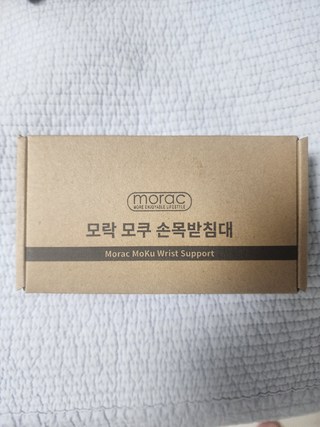 morac
MORE ENJOYABLE LIFESTYLE
모락 모쿠 손목받침대
Morac MoKu Wrist Support